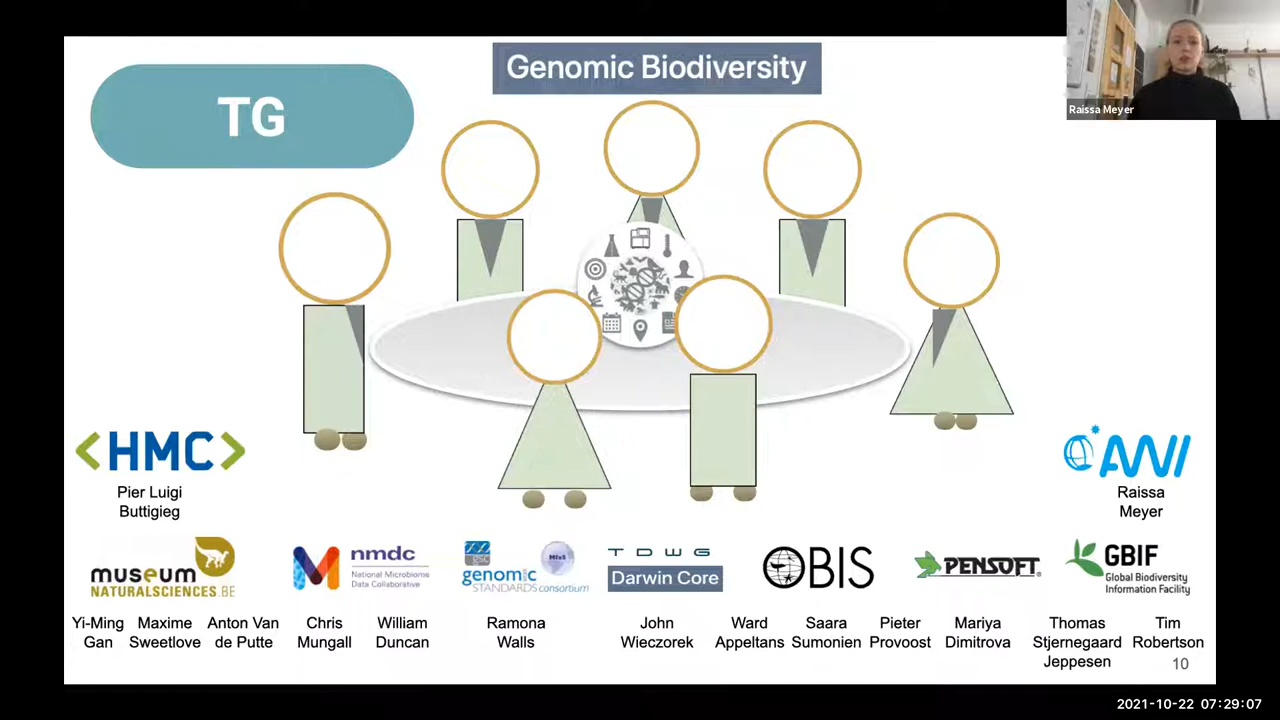 Genomic Biodiversity
TG
Raissa Meyer
<HMC>
Pier Luigi
Buttigieg
AWI
Raissa
Meyer
museum
NATURALSCIENCES.BE
nmdc
National Microbiome
Data Collaborative
GSC
MIxS
genomic
STANDARDS consortium
TDWG
Darwin Core
OBIS
PENSOFT
GBIF
Global Biodiversity
Information Facility
Yi-Ming
Gan
Maxime
Sweetlove
Anton Van
de Putte
Chris
Mungall
William
Duncan
Ramona
Walls
John
Wieczorek
Ward
Appeltans
Saara
Sumonien
Pieter
Provoost
Mariya
Dimitrova
Thomas
Stjernegaard
Jeppesen
Tim
Robertson
10
2021-10-22 07:29:07